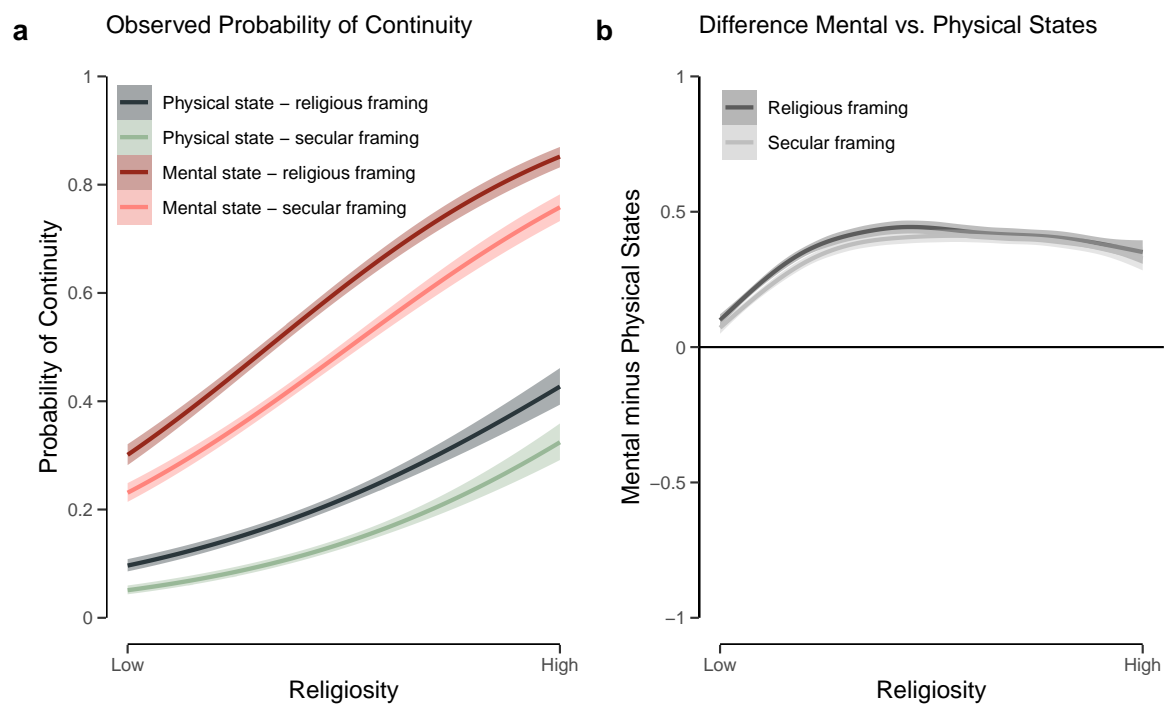 a
Observed Probability of Continuity
Probability of Continuity
1
0.8
0.6
0.4
0.2
0
Physical state − religious framing
Physical state − secular framing
Mental state − religious framing
Mental state − secular framing
Low
High
Religiosity
b
Difference Mental vs. Physical States
Mental minus Physical States
1
0.5
0
−0.5
−1
Religious framing
Secular framing
Low
High
Religiosity